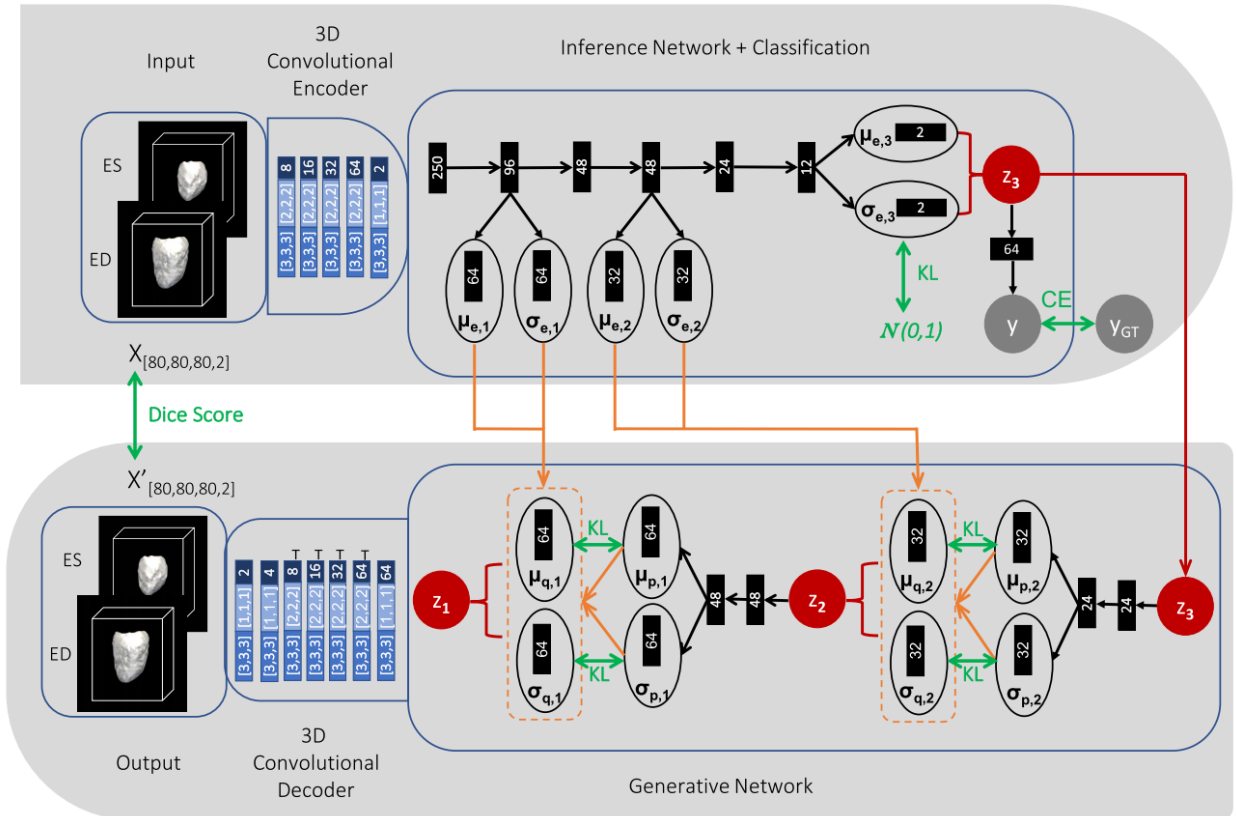 Input
3D
Convolutional
Encoder
Inference Network + Classification
ES
ED
8 [2,2,2] [3,3,3]
16 [2,2,2] [3,3,3]
32 [2,2,2] [3,3,3]
64 [2,2,2] [3,3,3]
2 [1,1,1] [3,3,3]
250
96
48
48
24
12
μe,3 2
σe,3 2
z3
64
KL
N(0,1)
y
CE
yGT
64 μe,1
64 σe,1
32 μe,2
32 σe,2
X[80,80,80,2]
Dice Score
X'[80,80,80,2]
ES
ED
2 [1,1,1] [3,3,3]
4 [1,1,1] [3,3,3]
8 T [2,2,2] [3,3,3]
16 T [2,2,2] [3,3,3]
32 T [2,2,2] [3,3,3]
64 T [2,2,2] [3,3,3]
64 [1,1,1] [3,3,3]
z1
64 μq,1
KL
64 μp,1
64 σq,1
KL
64 σp,1
48
48
z2
32 μq,2
KL
32 μp,2
32 σq,2
KL
32 σp,2
24
24
z3
Output
3D
Convolutional
Decoder
Generative Network